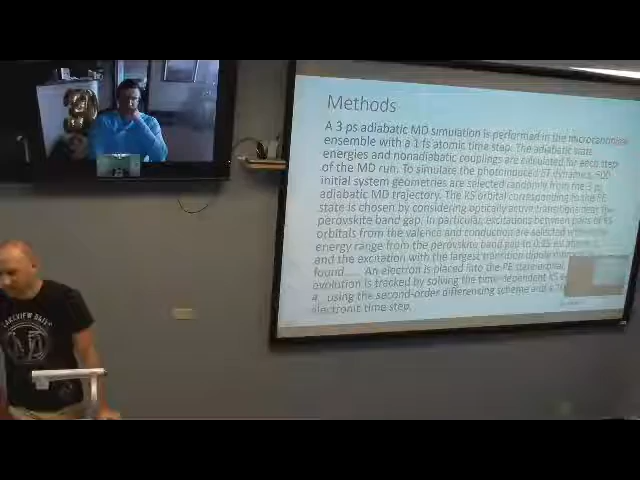 Methods
A 3 ps adiabatic MD simulation is performed in the microcanonical
ensemble with a 1 fs atomic time step. The adiabatic state
energies and nonadiabatic couplings are calculated for each step
of the MD run. To simulate the photoinduced ET dynamics, 500
initial system geometries are selected randomly from the 3 ps
adiabatic MD trajectory. The KS orbital corresponding to the PE
state is chosen by considering optically active transitions near the
perovskite band gap. In particular, excitations between pairs of KS
orbitals from the valence and conduction are selected within
energy range from the perovskite band gap to 0.25
and the excitation with the largest transition dipole
found..... An electron is placed into the PE state orbital
evolution is tracked by solving the time-dependent KS
using the second-order differencing scheme and
electronic time step.
LAKEVIEW